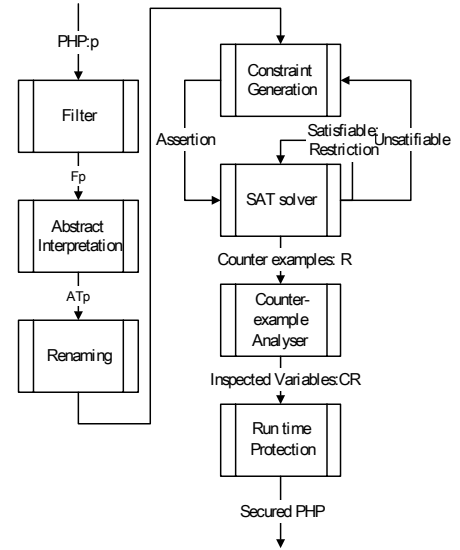 PHP:p
Filter
Fp
Abstract
Interpretation
ATp
Renaming
Constraint
Generation
Assertion
Satisfiable:
Restriction
Unsatifiable
SAT solver
Counter examples: R
Counter-
example
Analyser
Inspected Variables:CR
Run time
Protection
Secured PHP